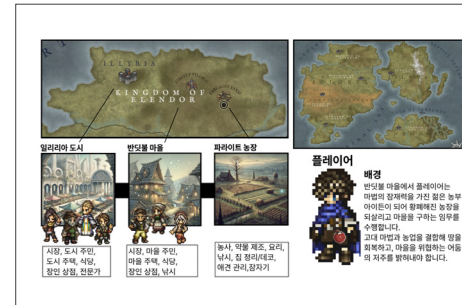 ILLYRIA
KINGDOM OF
ELENDOR
일리리아 도시
반딧불 마을
파라이트 농장
시장, 도시 주민,
도시 주택, 식당,
장인 상점, 전문가
시장, 마을 주민,
마을 주택, 식당,
장인 상점, 낚시
농사, 약물 제조, 요리,
낚시, 집 정리/데코,
애견 관리,잠자기
플레이어
배경
반딧불 마을에서 플레이어는
마법의 잠재력을 가진 젊은 농부
아이든이 되어 황폐해진 농장을
되살리고 마을을 구하는 임무를
수행합니다.
고대 마법과 농업을 결합해 땅을
회복하고, 마을을 위협하는 어둠
의 저주를 밝혀내야 합니다.